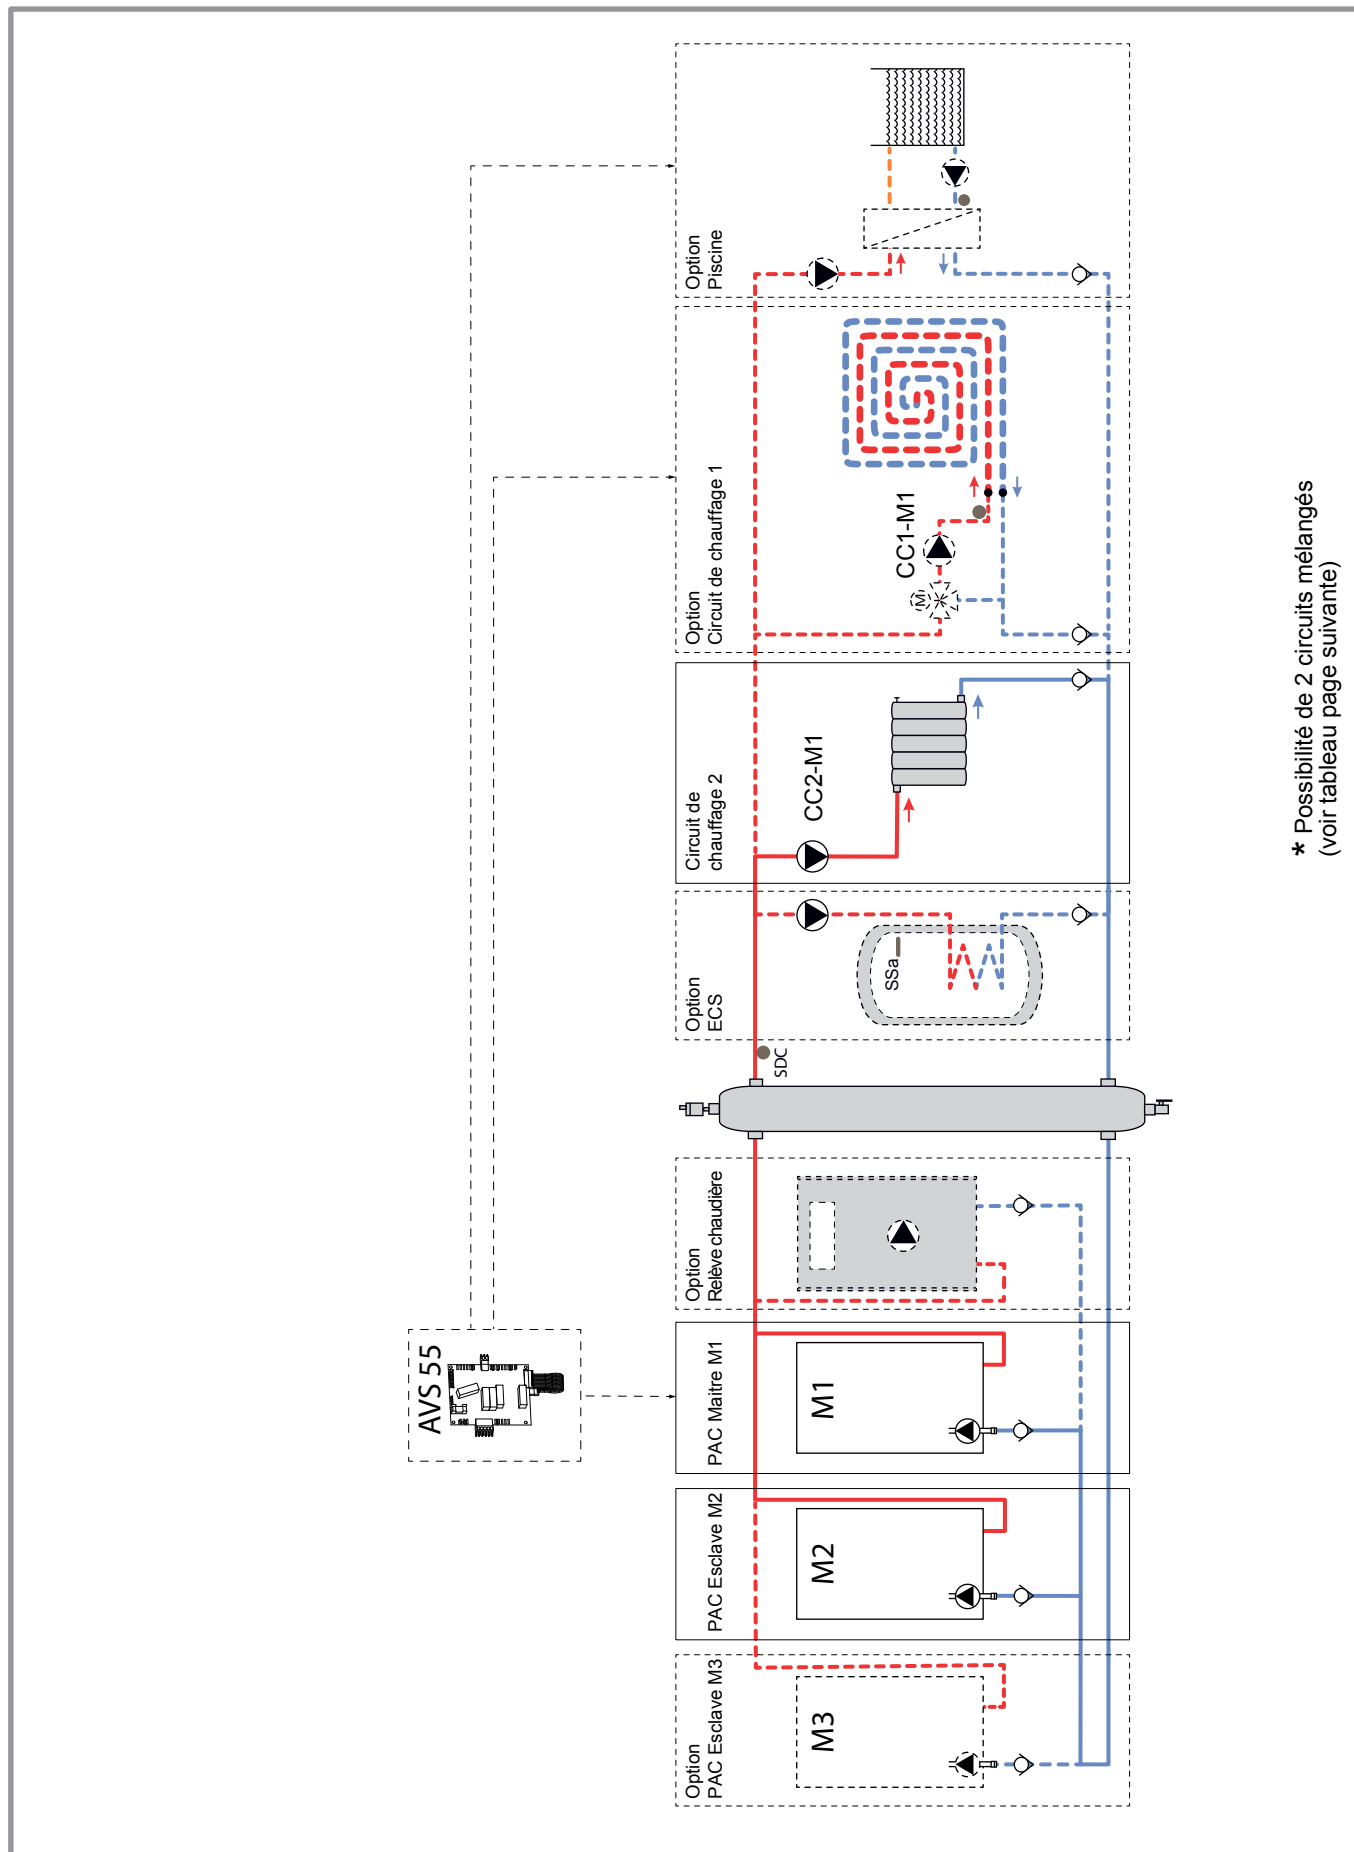 AVS 55
Option
PAC Esclave M3
M3
PAC Esclave M2
M2
PAC Maitre M1
M1
Option
Relève chaudière
SDC
Option
ECS
SSa
Circuit de
chauffage 2
CC2-M1
Option
Circuit de chauffage 1
CC1-M1
M
Option
Piscine
* Possibilité de 2 circuits mélangés
(voir tableau page suivante)